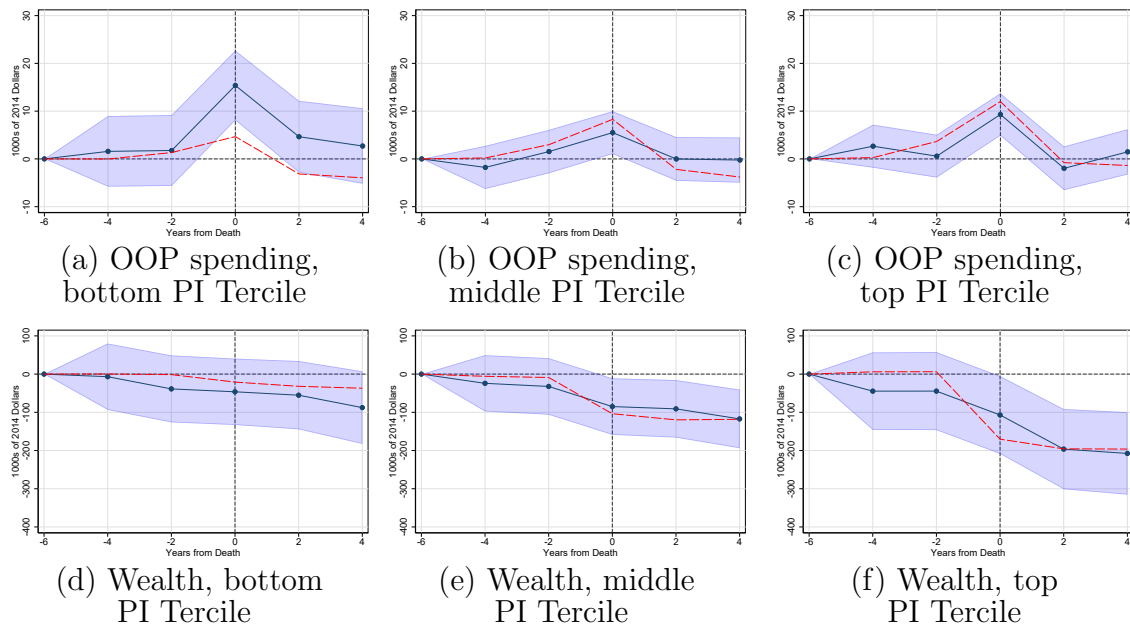 1000s of 2014 Dollars
30
20
10
0
-10
-6 -4 -2 0 2 4
Years from Death
(a) OOP spending,
bottom PI Tercile
1000s of 2014 Dollars
30
20
10
0
-10
-6 -4 -2 0 2 4
Years from Death
(b) OOP spending,
middle PI Tercile
1000s of 2014 Dollars
30
20
10
0
-10
-6 -4 -2 0 2 4
Years from Death
(c) OOP spending,
top PI Tercile
1000s of 2014 Dollars
100
0
-100
-200
-300
-400
-6 -4 -2 0 2 4
Years from Death
(d) Wealth, bottom
PI Tercile
1000s of 2014 Dollars
100
0
-100
-200
-300
-400
-6 -4 -2 0 2 4
Years from Death
(e) Wealth, middle
PI Tercile
1000s of 2014 Dollars
100
0
-100
-200
-300
-400
-6 -4 -2 0 2 4
Years from Death
(f) Wealth, top
PI Tercile